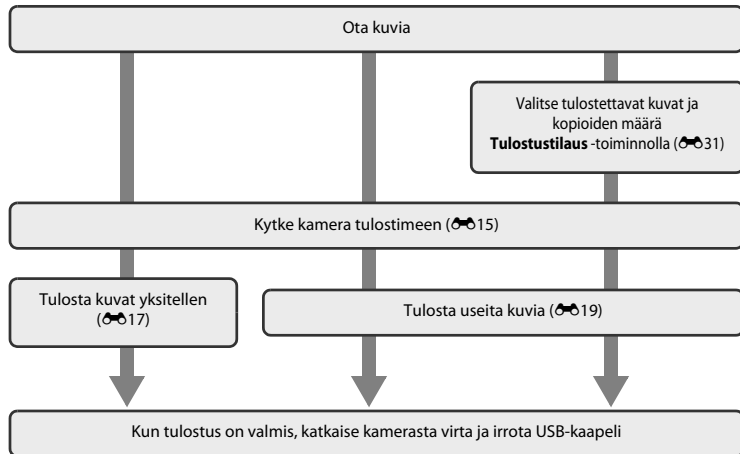 Ota kuvia
Valitse tulostettavat kuvat ja
kopioiden määrä
Tulostustilaus -toiminnolla (31)
Kytke kamera tulostimeen (15)
Tulosta kuvat yksitellen
(17)
Tulosta useita kuvia (19)
Kun tulostus on valmis, katkaise kamerasta virta ja irrota USB-kaapeli